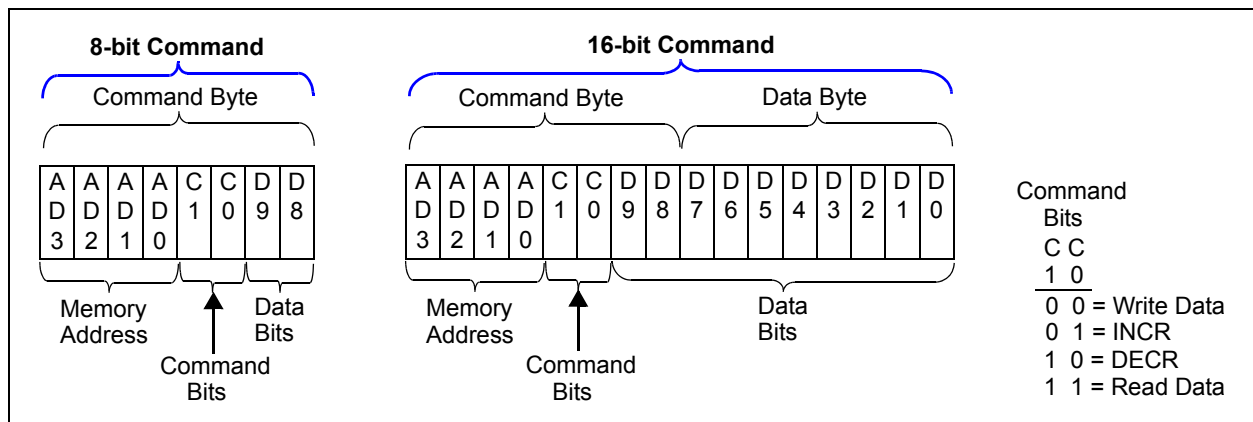 8-bit Command
Command Byte
A A A A C C D D
D D D D 1 0 9 8
3 2 1 0
Memory Address
Data Bits
Command Bits
16-bit Command
Command Byte
Data Byte
A A A A C C D D D D D D D D D D
D D D D 1 0 9 8 7 6 5 4 3 2 1 0
3 2 1 0
Memory Address
Data Bits
Command Bits
Command
Bits
C C
1 0
0 0 = Write Data
0 1 = INCR
1 0 = DECR
1 1 = Read Data